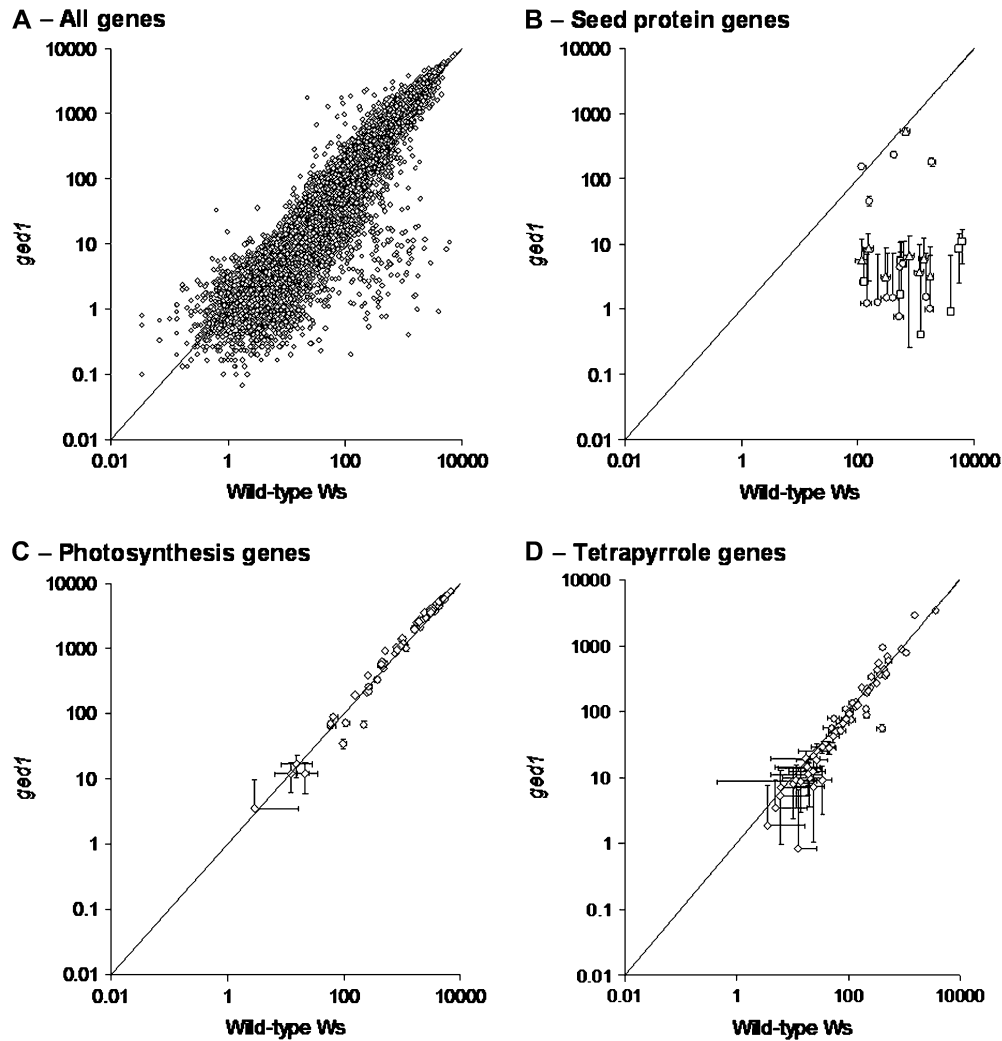 A – All genes
10000
1000
100
10
1
0.1
0.01
ged1
0.01 1 100 10000
Wild-type Ws
B – Seed protein genes
10000
1000
100
10
1
0.1
0.01
ged1
0.01 1 100 10000
Wild-type Ws
C – Photosynthesis genes
10000
1000
100
10
1
0.1
0.01
ged1
0.01 1 100 10000
Wild-type Ws
D – Tetrapyrrole genes
10000
1000
100
10
1
0.1
0.01
ged1
0.01 1 100 10000
Wild-type Ws